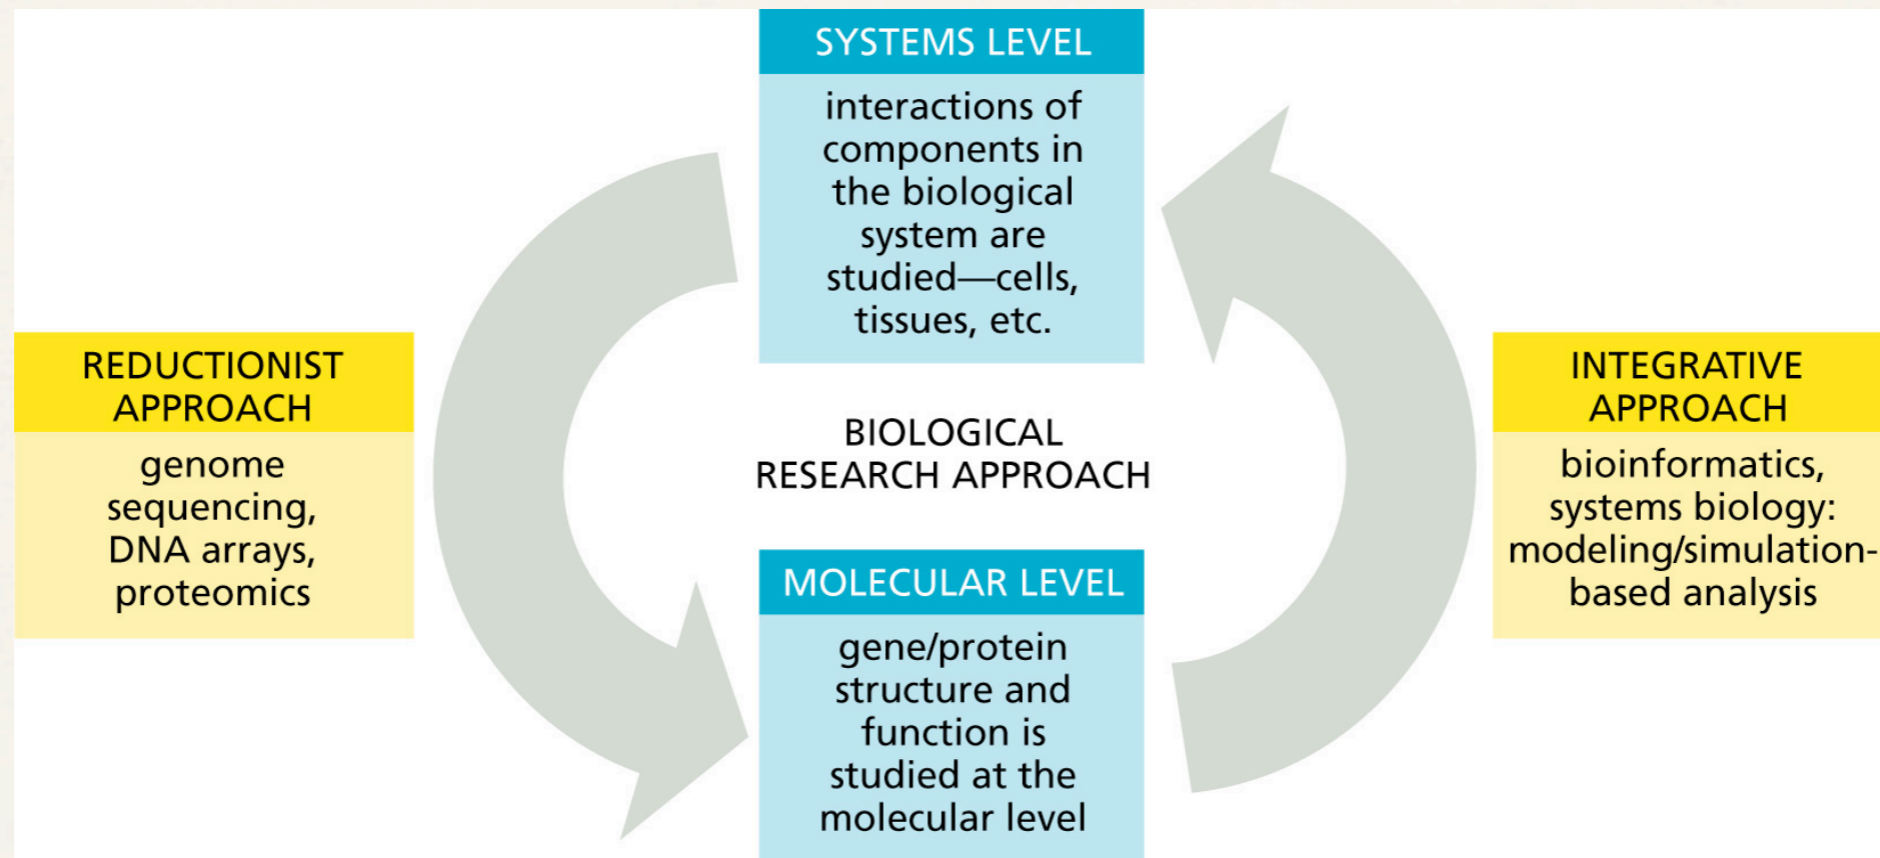 SYSTEMS LEVEL
interactions of
components in
the biological
system are
studied—cells,
tissues, etc.
REDUCTIONIST
APPROACH
genome
sequencing,
DNA arrays,
proteomics
BIOLOGICAL
RESEARCH APPROACH
INTEGRATIVE
APPROACH
bioinformatics,
systems biology:
modeling/simulation-
based analysis
MOLECULAR LEVEL
gene/protein
structure and
function is
studied at the
molecular level